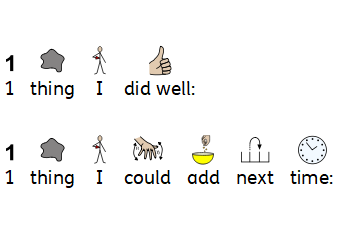 1
1 thing I did well:
1
1 thing I could add next time: